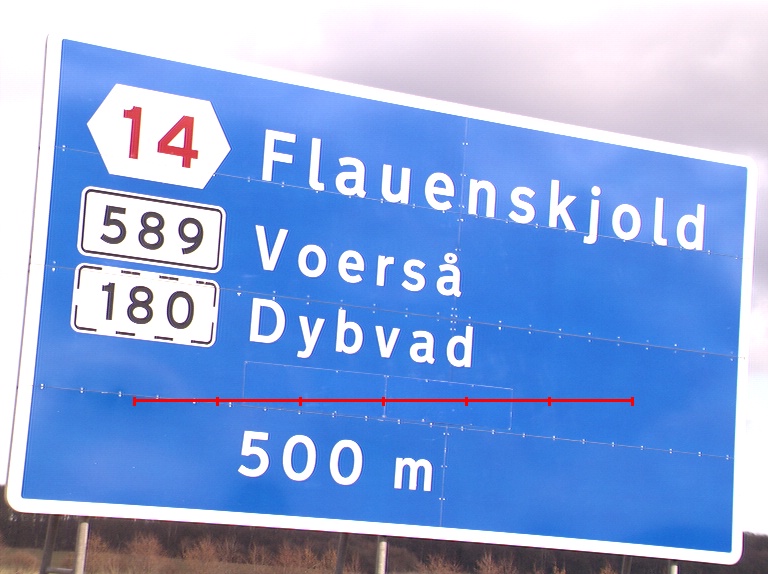 14 Flauenskjold
589 Voerså
180 Dybvad
500 m